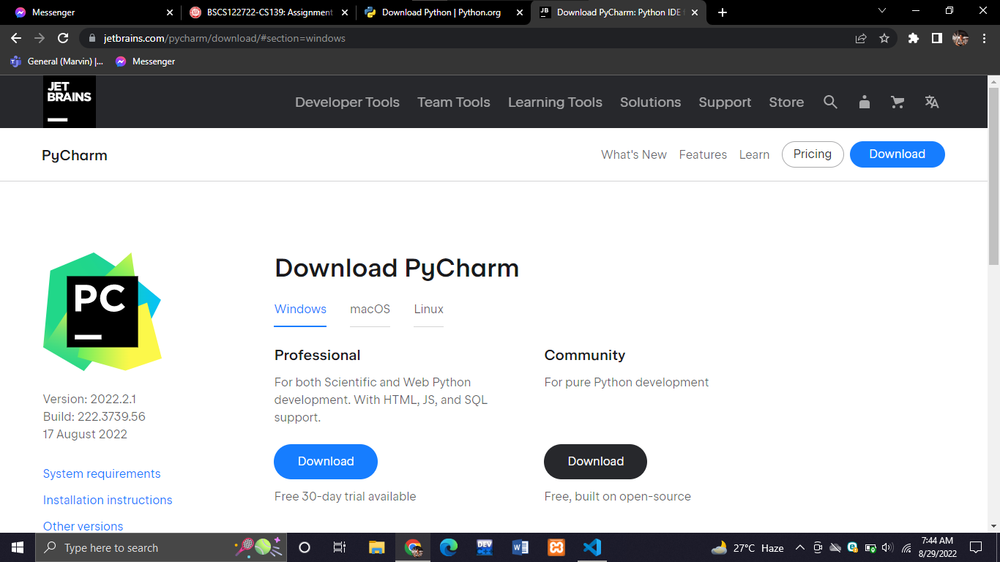 Messenger
BSCS122722-CS139: Assignment
Download Python | Python.org
JB
Download PyCharm: Python IDE
jetbrains.com/pycharm/download/#section=windows
General (Marvin) |...
Messenger
JET
BRAINS
Developer Tools
Team Tools
Learning Tools
Solutions
Support
Store
PyCharm
What's New
Features
Learn
Pricing
Download
PC
Version: 2022.2.1
Build: 222.3739.56
17 August 2022
System requirements
Installation instructions
Other versions
Download PyCharm
Windows
macOS
Linux
Professional
For both Scientific and Web Python
development. With HTML, JS, and SQL
support.
Download
Free 30-day trial available
Community
For pure Python development
Download
Free, built on open-source
Type here to search
DEV
27°C Haze
7:44 AM
8/29/2022